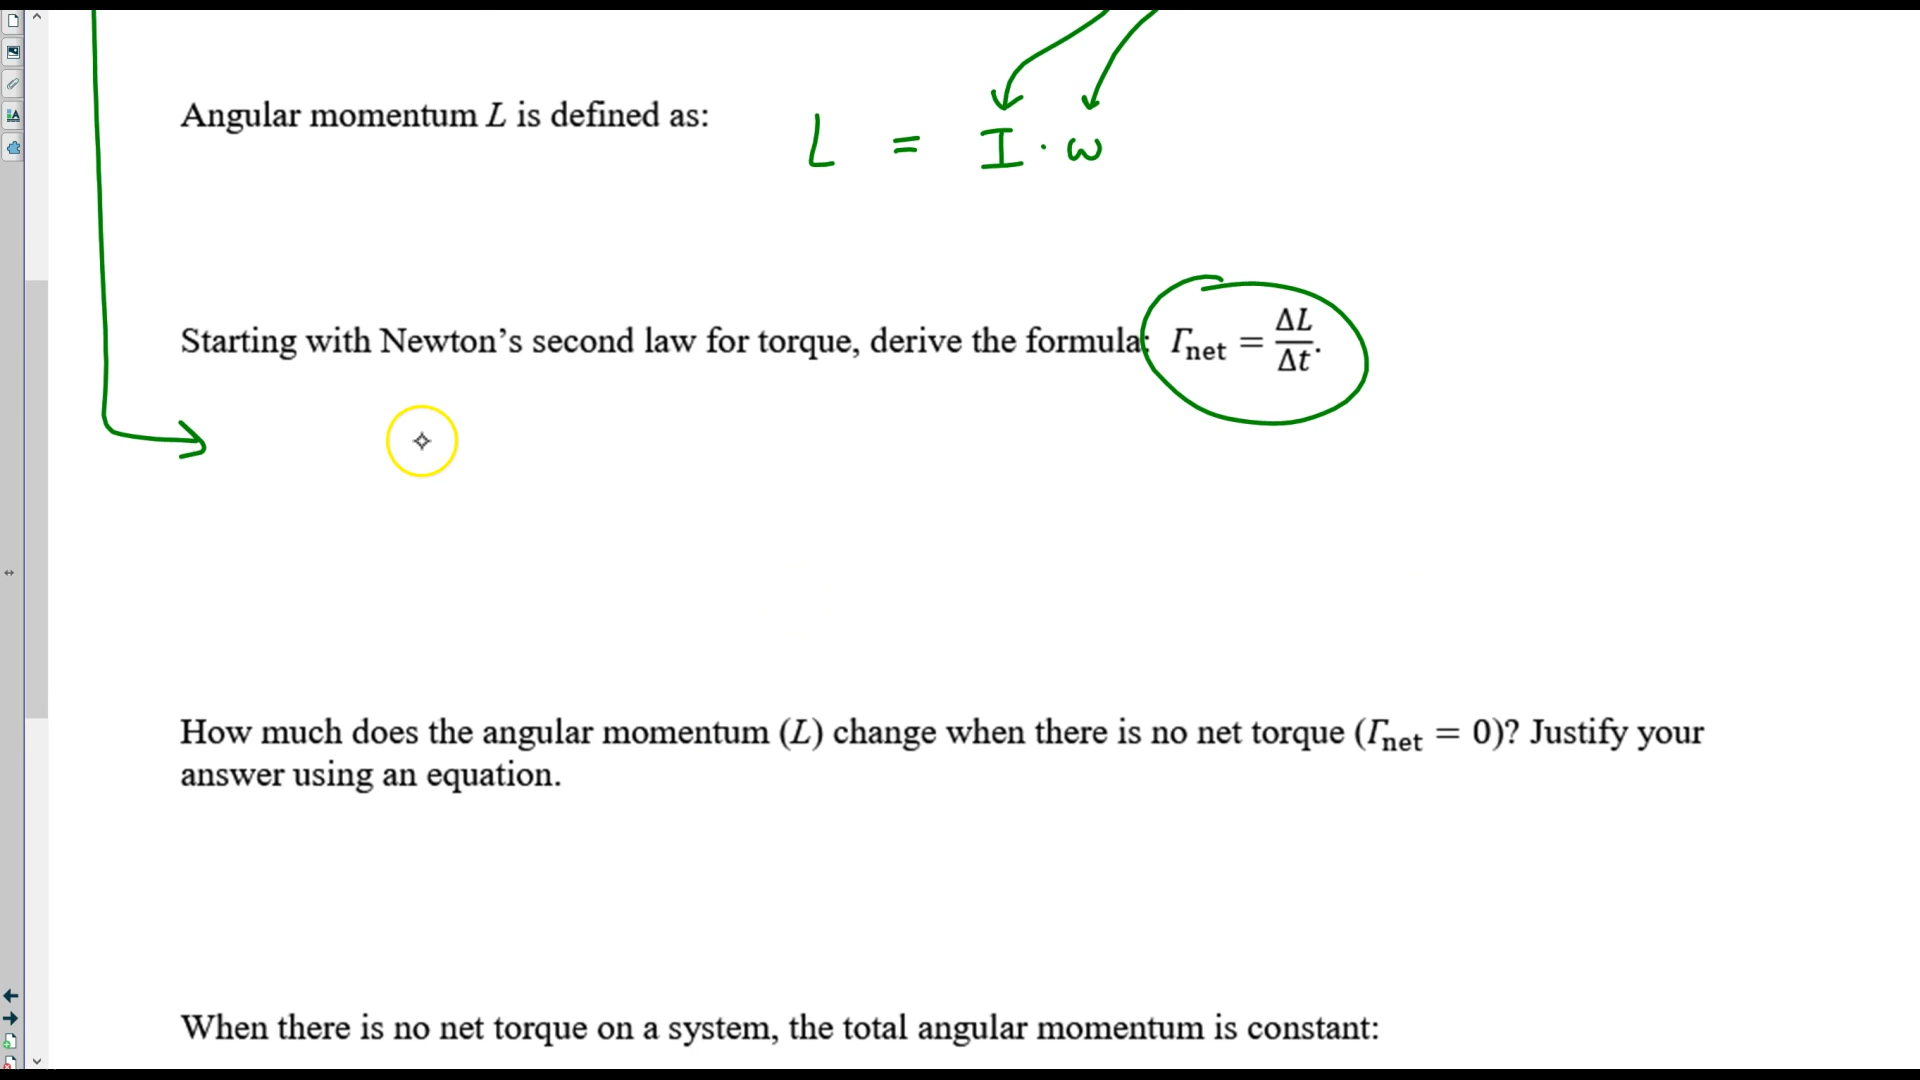 Angular momentum L is defined as:
L = I · ω
Starting with Newton's second law for torque, derive the formula: Γnet = ΔL/Δt.
How much does the angular momentum (L) change when there is no net torque (Γnet = 0)? Justify your
answer using an equation.
When there is no net torque on a system, the total angular momentum is constant: